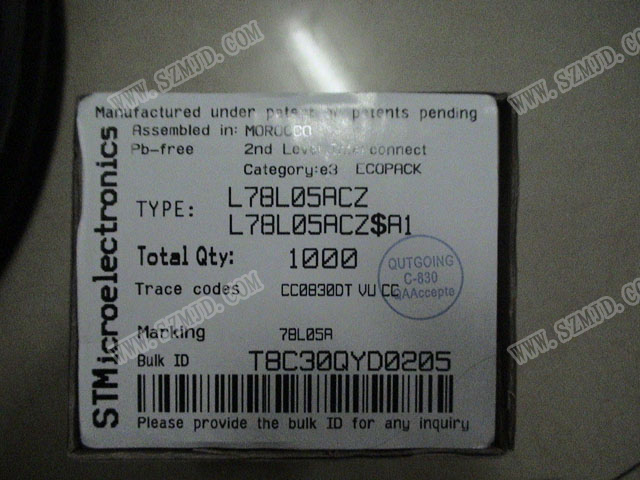 Manufactured under patents or patents pending
STMicroelectronics
Assembled in: MOROCCO
Pb-free 2nd Level Interconnect
Category:e3 ECOPACK
TYPE: L78L05ACZ
L78L05ACZ$A1
Total Qty: 1000
Trace codes CC0830DT VU CC
OUTGOING
C-830
QAAccepte
Marking 78L05A
Bulk ID T8C30QYD0205
Please provide the bulk ID for any inquiry
WWW.SZMJD.COM
WWW.SZMJD.COM
WWW.SZMJD.COM
WWW.SZMJD.COM